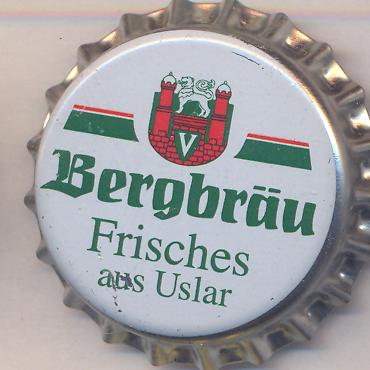 V
Bergbräu
Frisches
aus Uslar